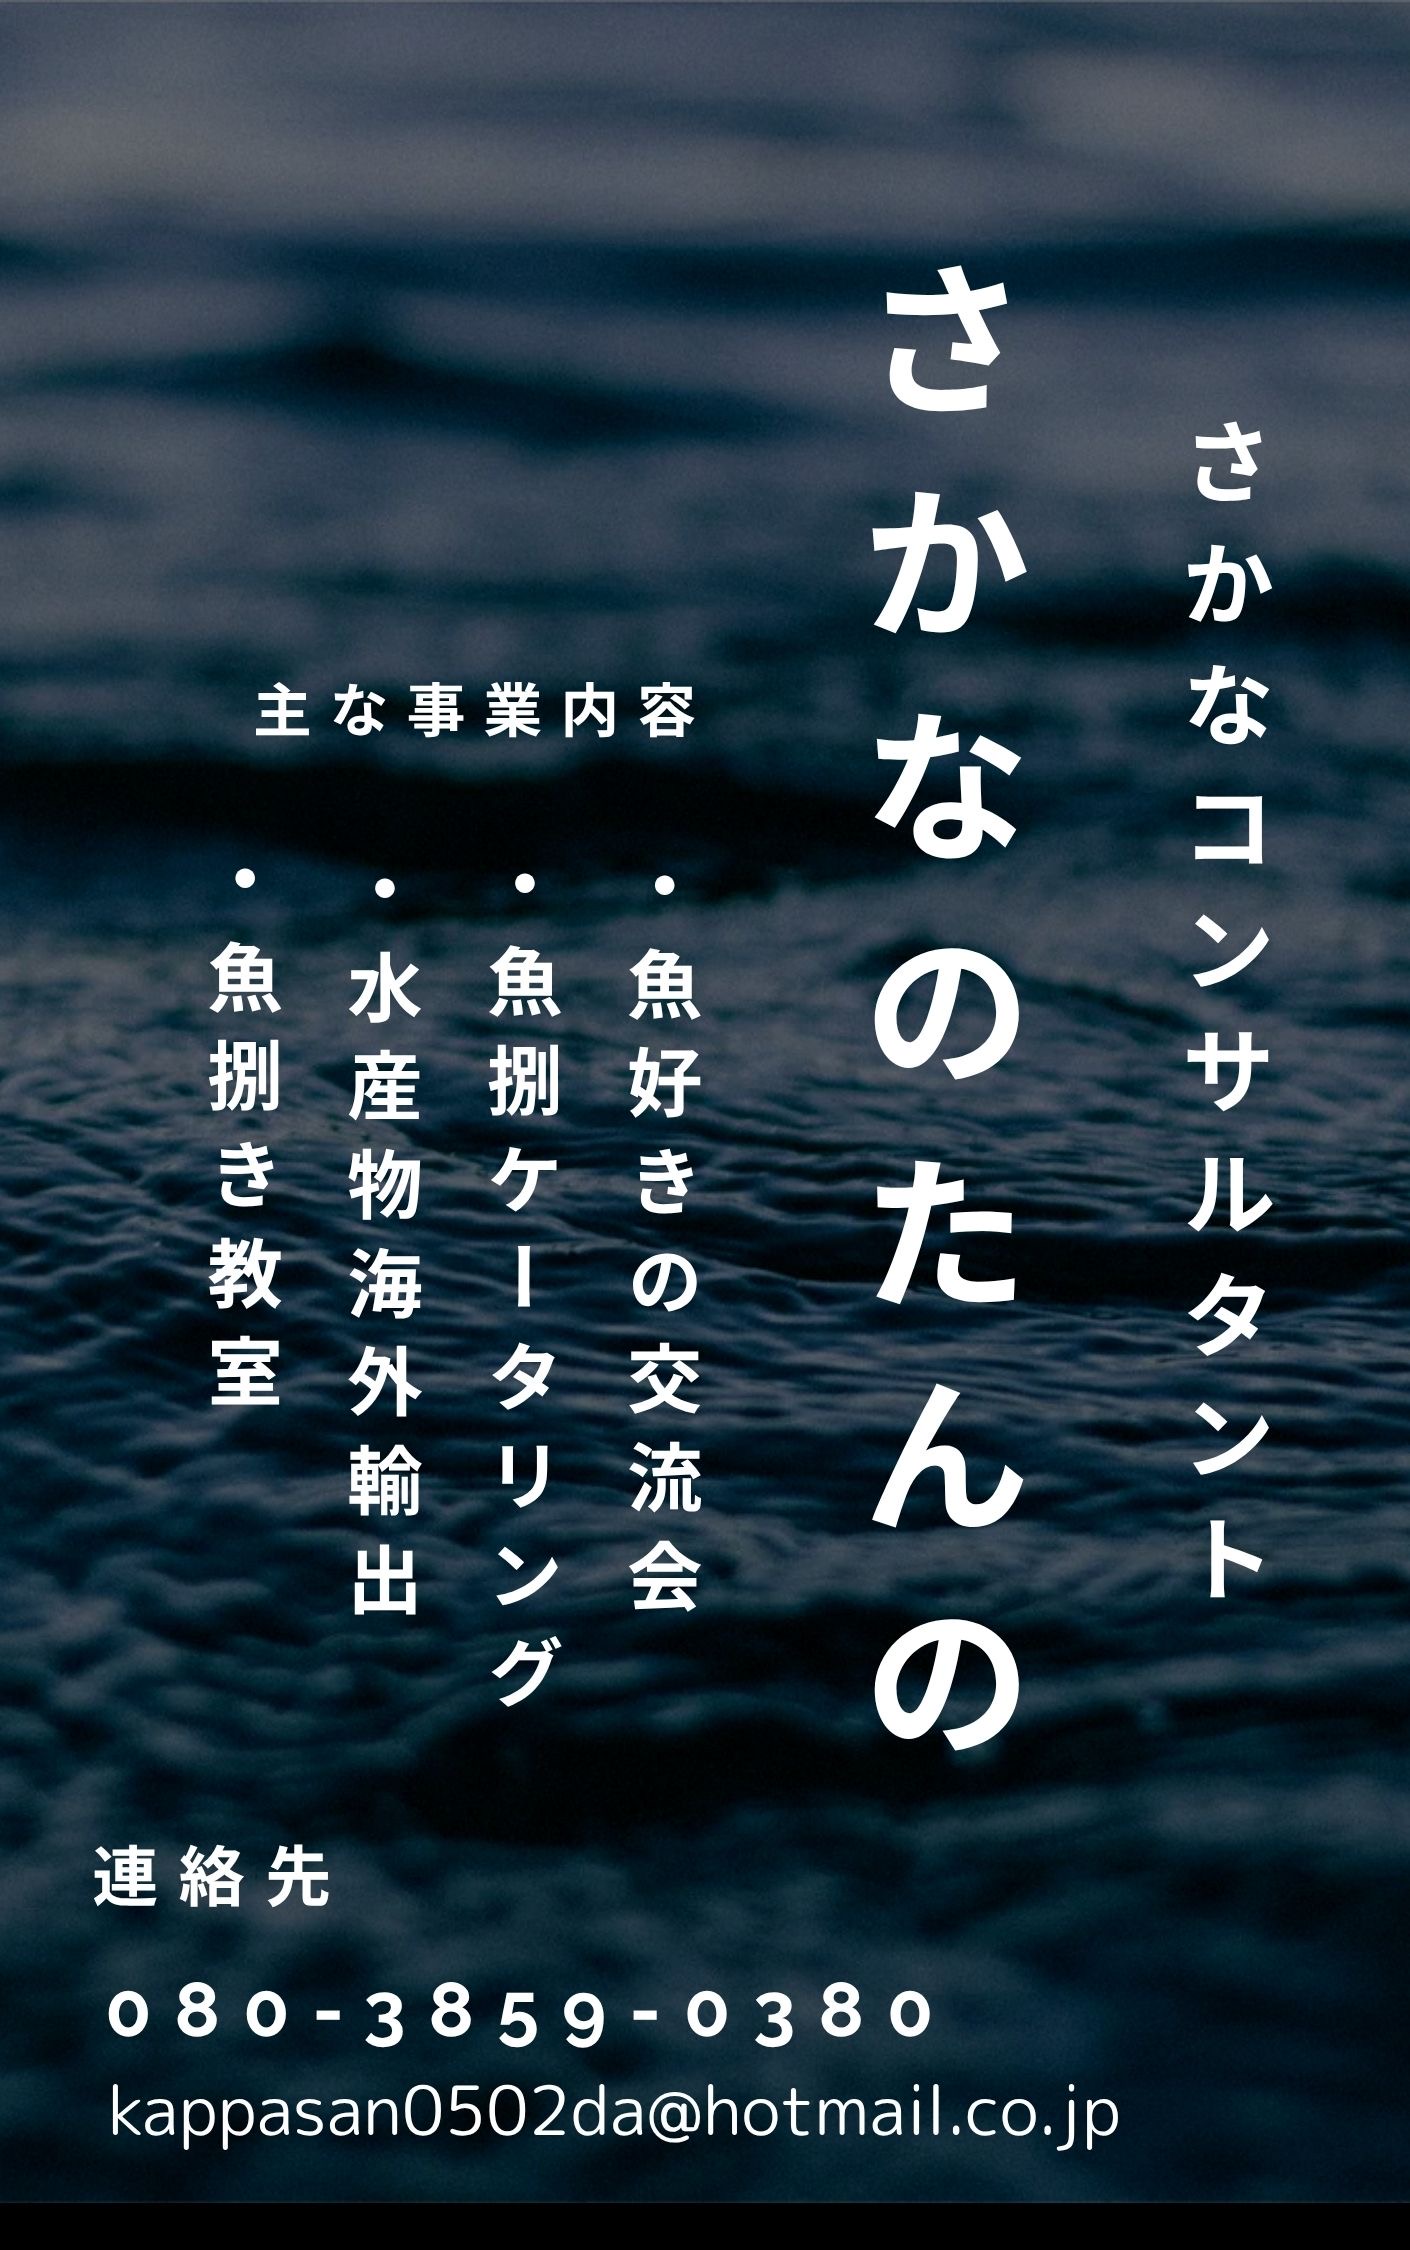 さかなコンサルタント
さかなのたんの
主な事業内容
・魚好きの交流会
・魚捌ケータリング
・水産物海外輸出
・魚捌き教室
連絡先
080-3859-0380
kappasan0502da@hotmail.co.jp